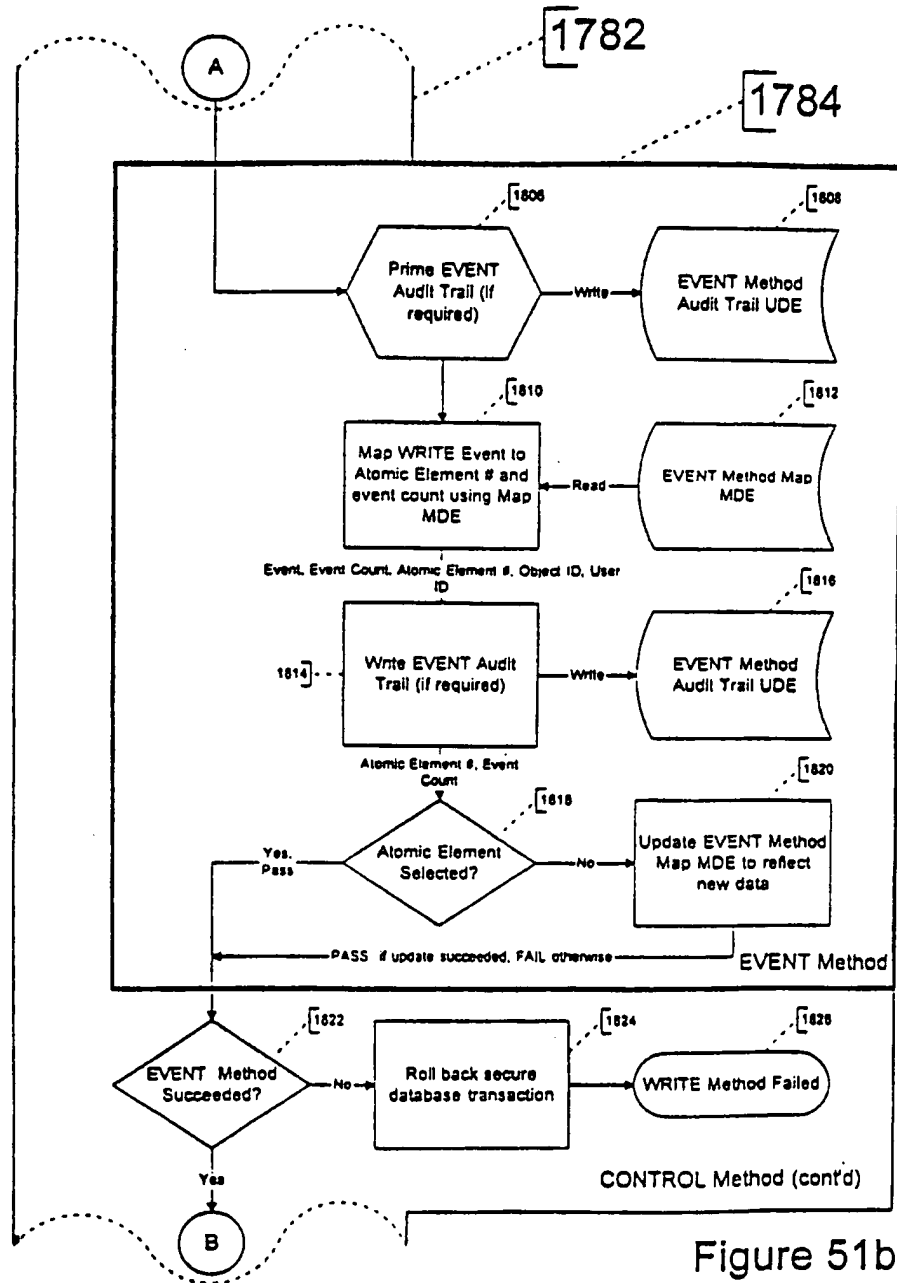 1782
A
1784
1806
1808
Prime EVENT
Audit Trail (if
required)
Write
EVENT Method
Audit Trail UDE
1810
1812
Map WRITE Event to
Atomic Element # and
event count using Map
MDE
Read
EVENT Method Map
MDE
Event, Event Count, Atomic Element #, Object ID, User
ID
1816
1814
Write EVENT Audit
Trail (if required)
Write
EVENT Method
Audit Trail UDE
Atomic Element #, Event
Count
1818
1820
Yes,
Pass
Atomic Element
Selected?
No
Update EVENT Method
Map MDE to reflect
new data
PASS if update succeeded, FAIL otherwise
EVENT Method
1822
1824
1826
EVENT Method
Succeeded?
No
Roll back secure
database transaction
WRITE Method Failed
Yes
CONTROL Method (cont'd)
B
Figure 51b